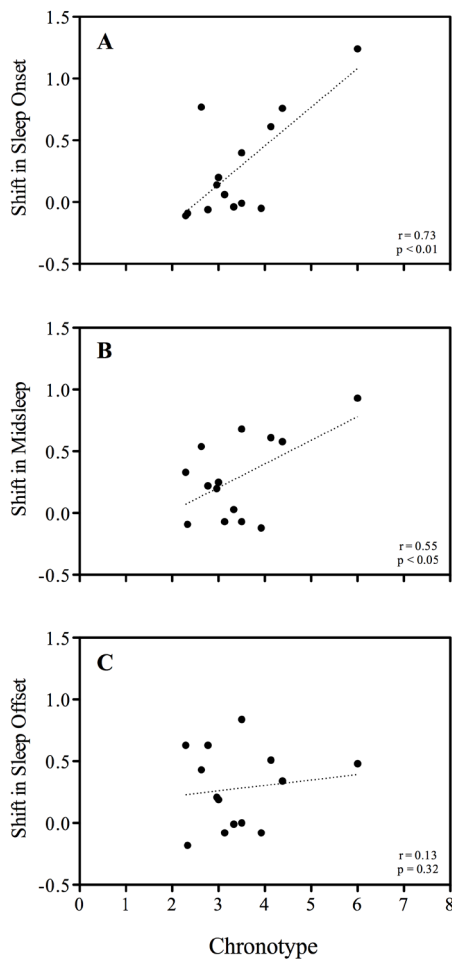 A
Shift in Sleep Onset
1.5
1.0
0.5
0.0
-0.5
r = 0.73
p < 0.01
B
Shift in Midsleep
1.5
1.0
0.5
0.0
-0.5
r = 0.55
p < 0.05
C
Shift in Sleep Offset
1.5
1.0
0.5
0.0
-0.5
r = 0.13
p = 0.32
0 1 2 3 4 5 6 7 8
Chronotype